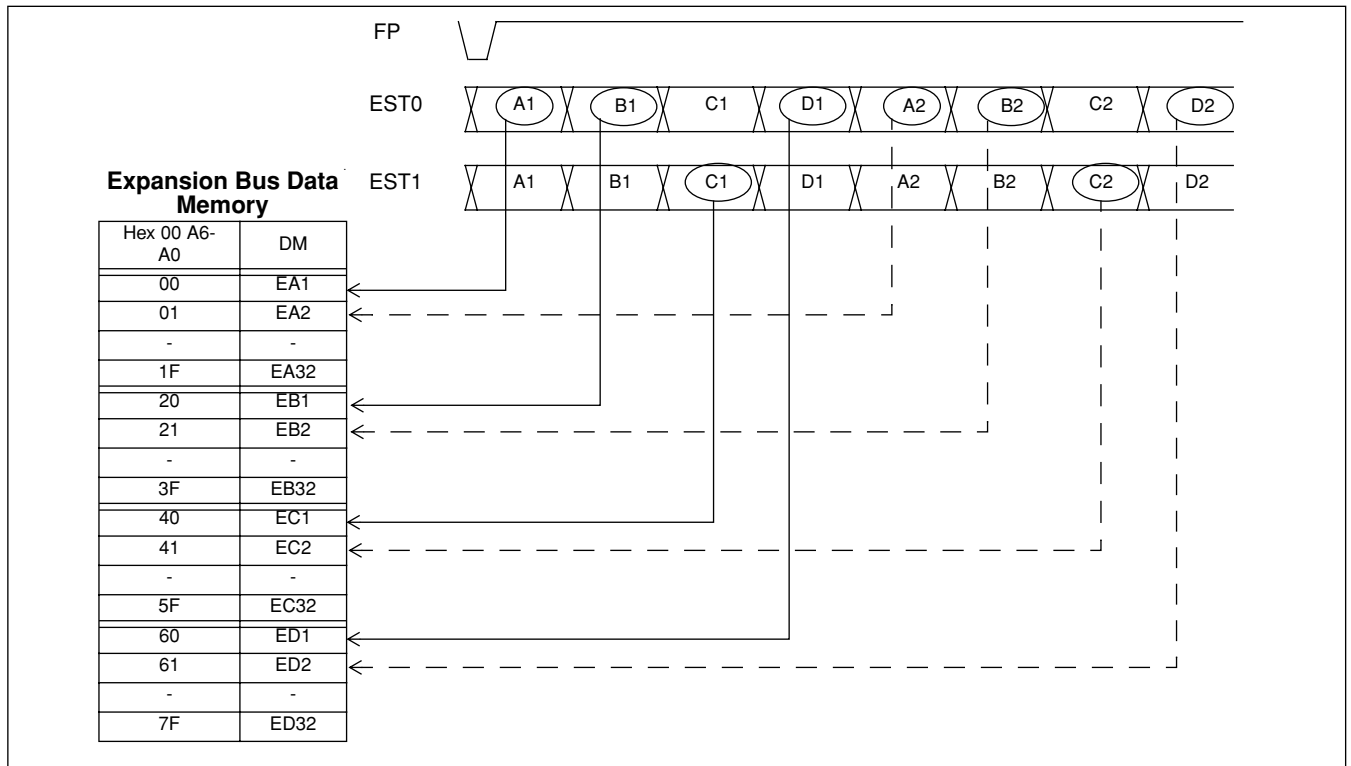 FP
EST0 A1 B1 C1 D1 A2 B2 C2 D2
EST1 A1 B1 C1 D1 A2 B2 C2 D2
Expansion Bus Data
Memory
Hex 00 A6-
A0 DM
00 EA1
01 EA2
- -
1F EA32
20 EB1
21 EB2
- -
3F EB32
40 EC1
41 EC2
- -
5F EC32
60 ED1
61 ED2
- -
7F ED32